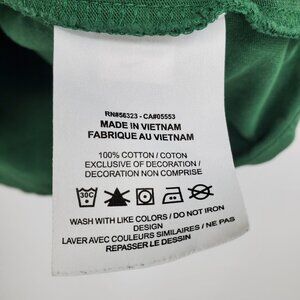 RN#56323 - CA#05553
MADE IN VIETNAM
FABRIQUE AU VIETNAM
100% COTTON / COTON
EXCLUSIVE OF DECORATION /
DECORATION NON COMPRISE
30C
WASH WITH LIKE COLORS / DO NOT IRON
DESIGN
LAVER AVEC COULEURS SIMILAIRES / NE PAS
REPASSER LE DESSIN